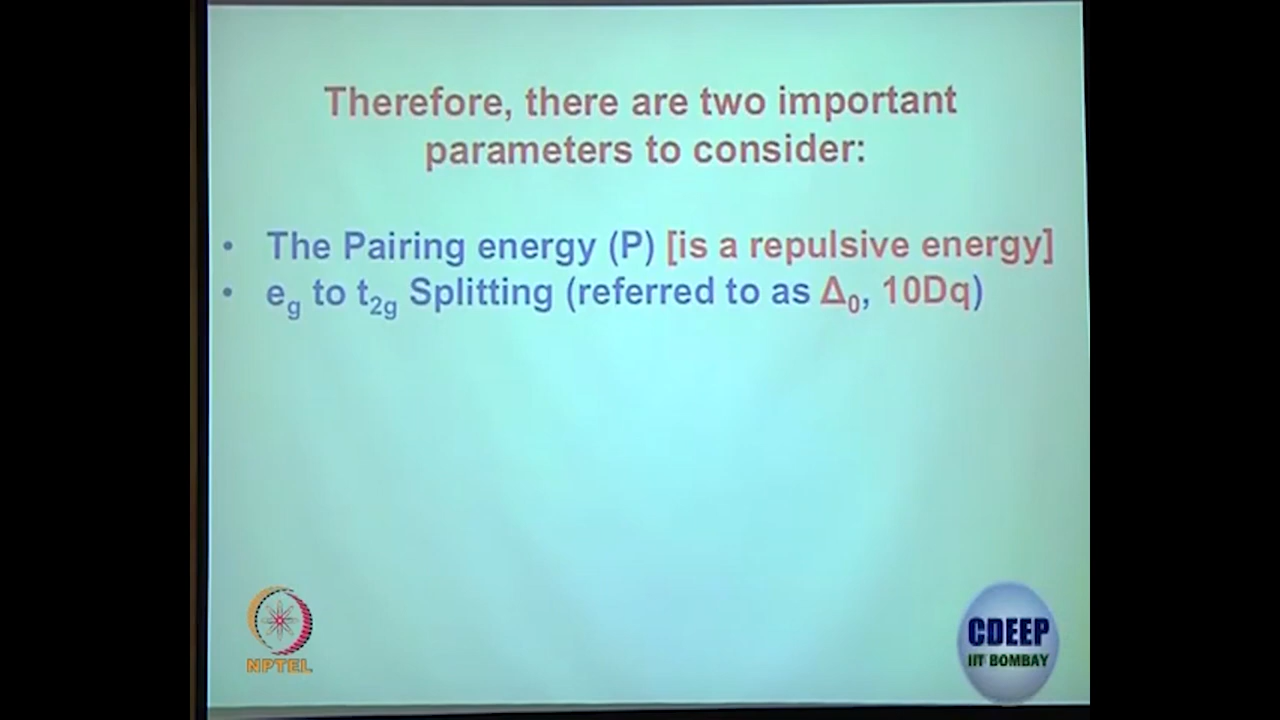 Therefore, there are two important
parameters to consider:
• The Pairing energy (P) [is a repulsive energy]
• eg to t2g Splitting (referred to as Δ0, 10Dq)
NPTEL
CDEEP
IIT BOMBAY